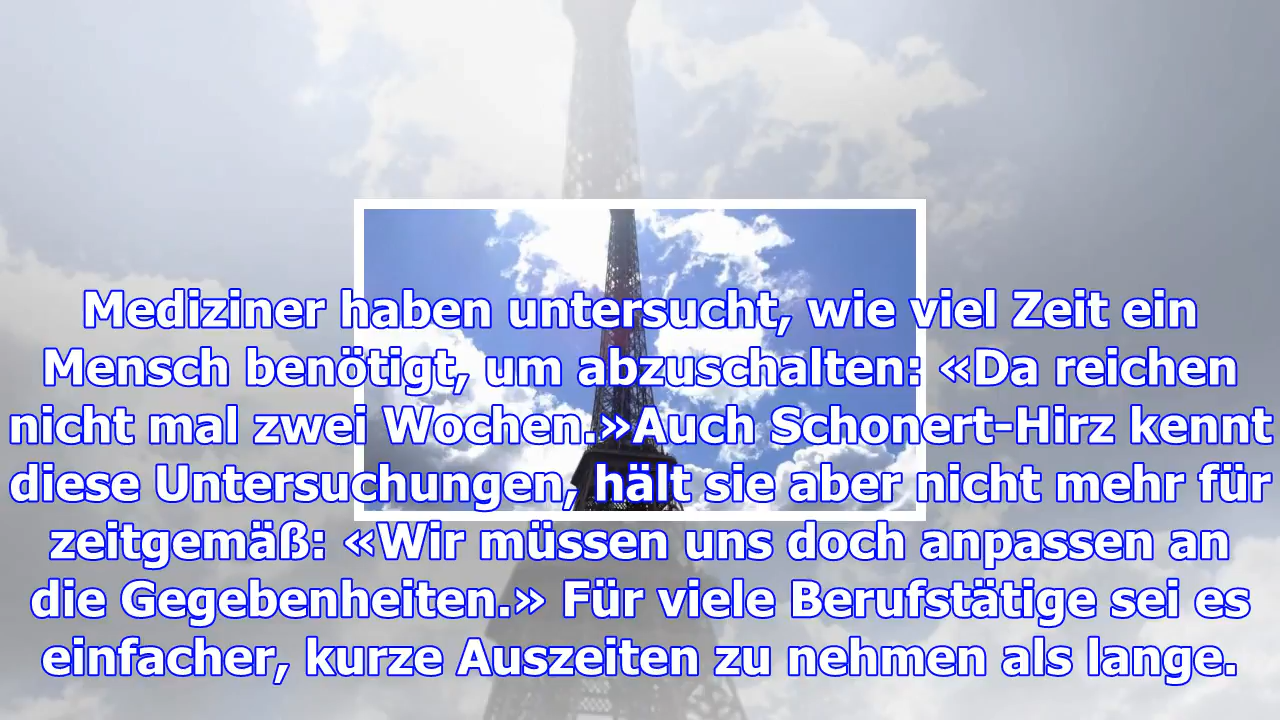 Mediziner haben untersucht, wie viel Zeit ein
Mensch benötigt, um abzuschalten: «Da reichen
nicht mal zwei Wochen.»Auch Schonert-Hirz kennt
diese Untersuchungen, hält sie aber nicht mehr für
zeitgemäß: «Wir müssen uns doch anpassen an
die Gegebenheiten.» Für viele Berufstätige sei es
einfacher, kurze Auszeiten zu nehmen als lange.